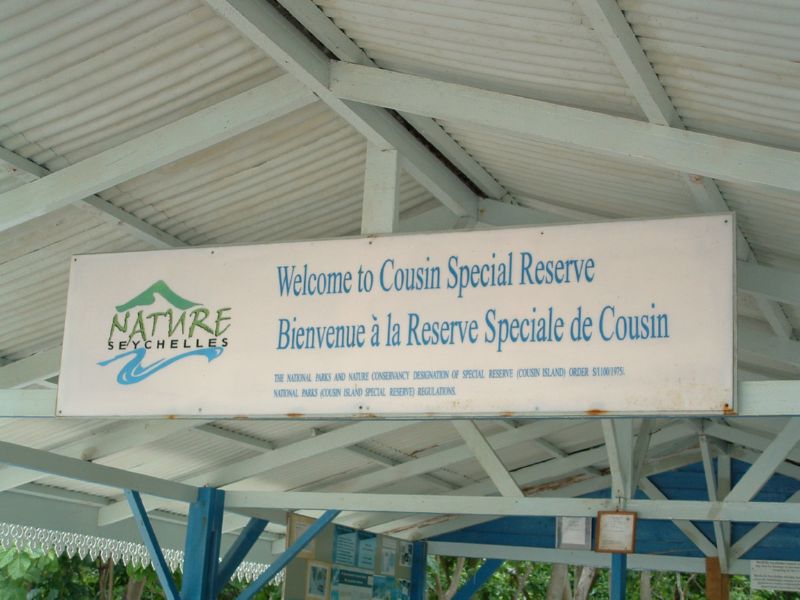 NATURE
SEYCHELLES
Welcome to Cousin Special Reserve
Bienvenue à la Reserve Speciale de Cousin
THE NATIONAL PARKS AND NATURE CONSERVANCY DESIGNATION OF SPECIAL RESERVE (COUSIN ISLAND) ORDER S/1100/1975.
NATIONAL PARKS (COUSIN ISLAND SPECIAL RESERVE) REGULATIONS.